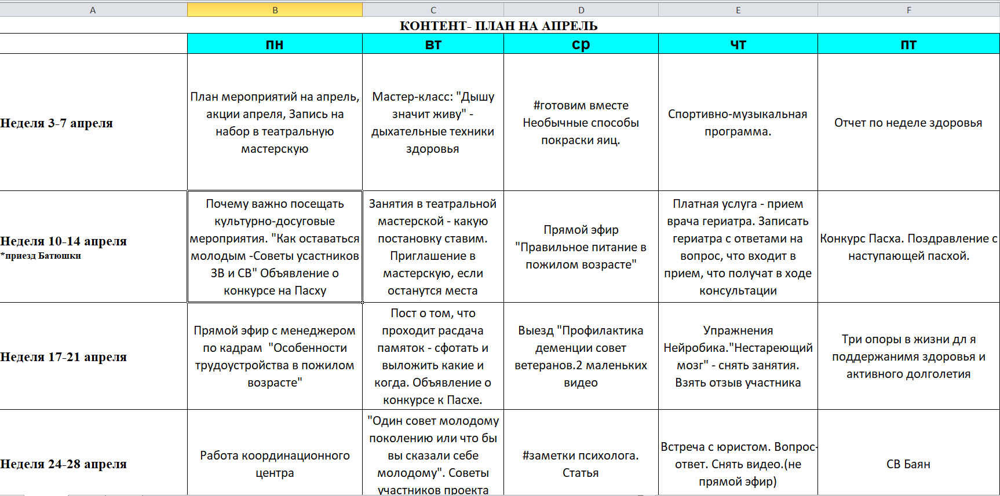 A B C D E F
КОНТЕНТ- ПЛАН НА АПРЕЛЬ
пн вт ср чт пт
Неделя 3-7 апреля
План мероприятий на апрель,
акции апреля, Запись на
набор в театральную
мастерскую
Мастер-класс: "Дышу
значит живу" -
дыхательные техники
здоровья
#готовим вместе
Необычные способы
покраски яиц.
Спортивно-музыкальная
программа.
Отчет по неделе здоровья
Неделя 10-14 апреля
*приезд Батюшки
Почему важно посещать
культурно-досуговые
мероприятия. "Как оставаться
молодым -Советы усастников
ЗВ и СВ" Объявление о
конкурсе на Пасху
Занятия в театральной
мастерской - какую
постановку ставим.
Приглашение в
мастерскую, если
останутся места
Прямой эфир
"Правильное питание в
пожилом возрасте"
Платная услуга - прием
врача гериатра. Записать
гериатра с ответами на
вопрос, что входит в
прием, что получат в ходе
консультации
Конкурс Пасха. Поздравление с
наступающей пасхой.
Неделя 17-21 апреля
Прямой эфир с менеджером
по кадрам  "Особенности
трудоустройства в пожилом
возрасте"
Пост о том, что
проходит расдача
памяток - сфотать и
выложить какие и
когда. Объявление о
конкурсе к Пасхе.
Выезд "Профилактика
деменции совет
ветеранов.2 маленьких
видео
Упражнения
Нейробика."Нестареющий
мозг" - снять занятия.
Взять отзыв участника
Три опоры в жизни дл я
поддержанимя здоровья и
активного долголетия
Неделя 24-28 апреля
Работа координационного
центра
"Один совет молодому
поколению или что бы
вы сказали себе
молодому". Советы
участников проекта
#заметки психолога.
Статья
Встреча с юристом. Вопрос-
ответ. Снять видео.(не
прямой эфир)
СВ Баян